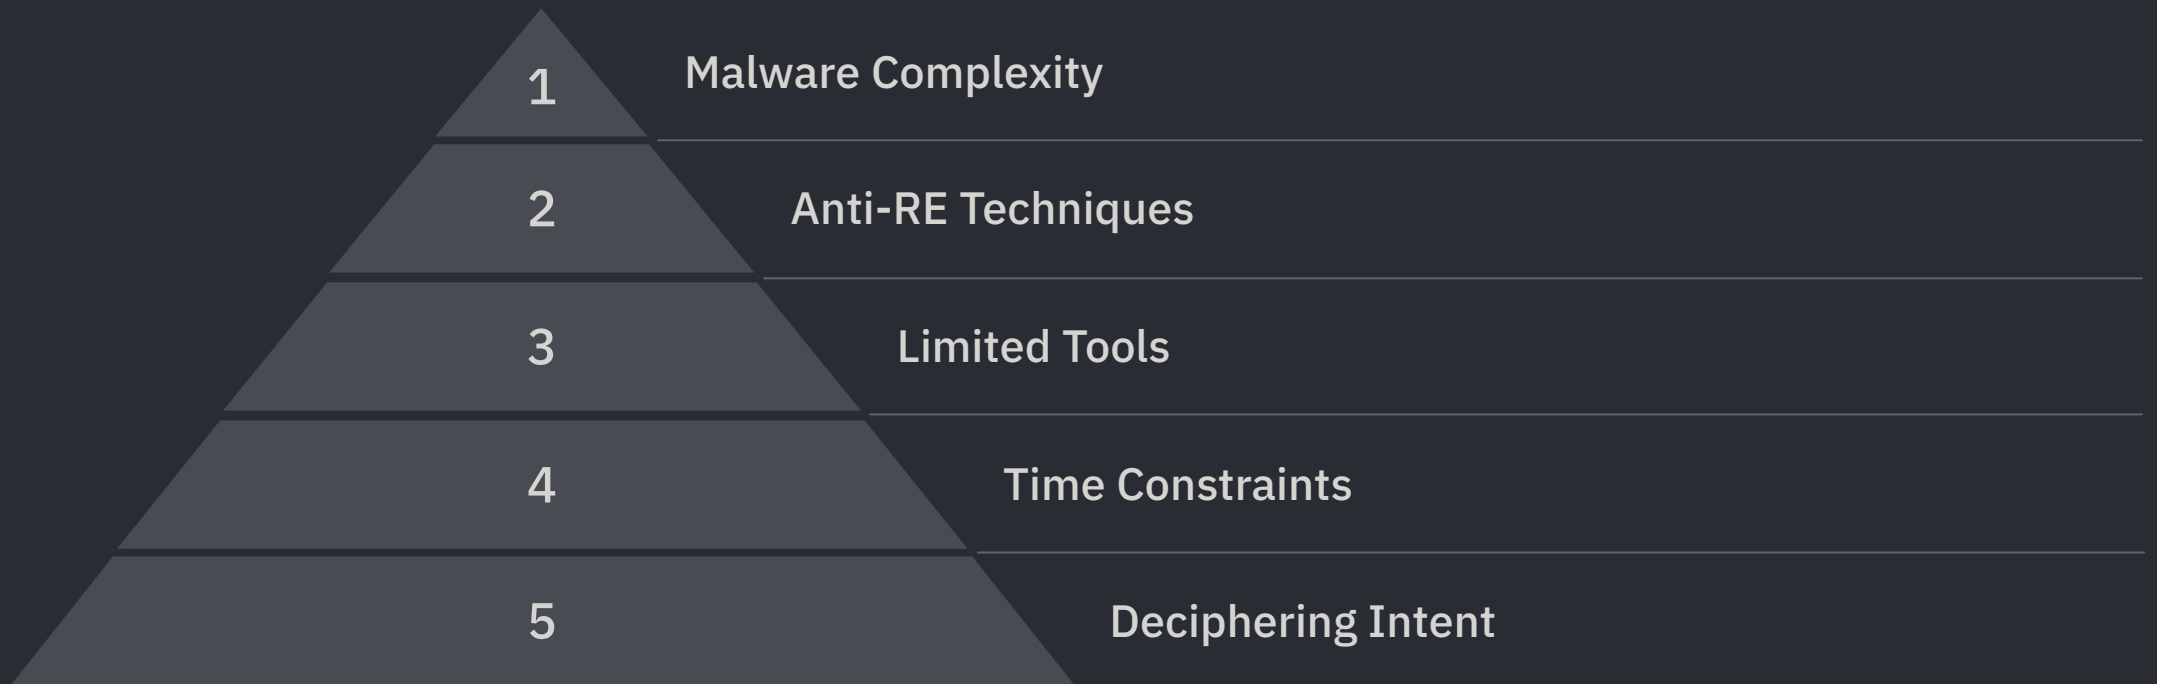 1
Malware Complexity
2
Anti-RE Techniques
3
Limited Tools
4
Time Constraints
5
Deciphering Intent